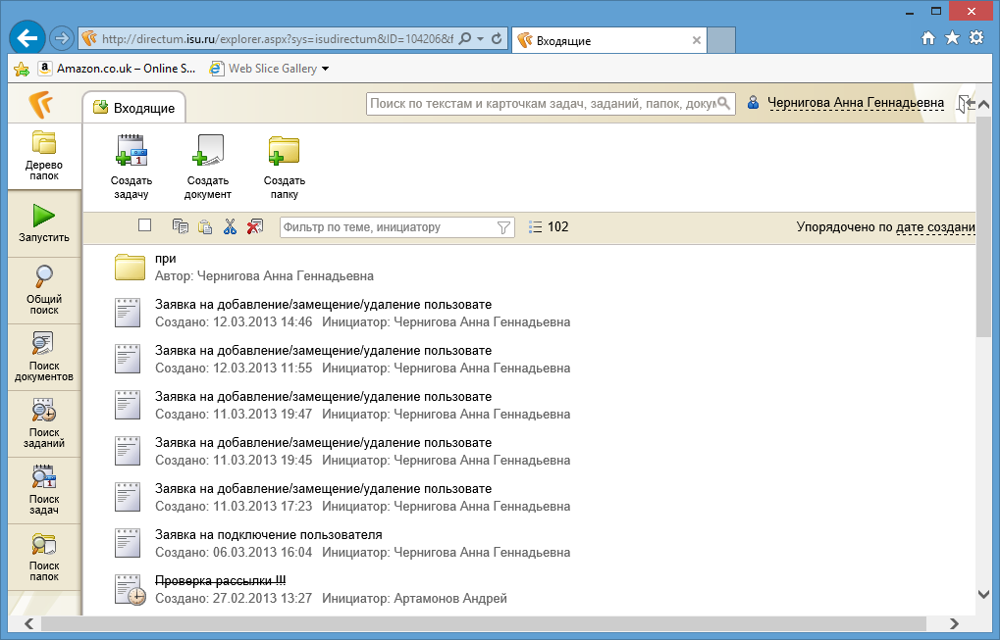 http://directum.isu.ru/explorer.aspx?sys=isudirectum&ID=104206&f
Входящие
Amazon.co.uk – Online S...
Web Slice Gallery
Входящие
Поиск по текстам и карточкам задач, заданий, папок, докум
Чернигова Анна Геннадьевна
Дерево
папок
Создать
задачу
Создать
документ
Создать
папку
Запустить
Фильтр по теме, инициатору
102
Упорядочено по дате создани
Общий
поиск
Поиск
документов
Поиск
заданий
Поиск
задач
Поиск
папок
при
Автор: Чернигова Анна Геннадьевна
Заявка на добавление/замещение/удаление пользовате
Создано: 12.03.2013 14:46 Инициатор: Чернигова Анна Геннадьевна
Заявка на добавление/замещение/удаление пользовате
Создано: 12.03.2013 11:55 Инициатор: Чернигова Анна Геннадьевна
Заявка на добавление/замещение/удаление пользовате
Создано: 11.03.2013 19:47 Инициатор: Чернигова Анна Геннадьевна
Заявка на добавление/замещение/удаление пользовате
Создано: 11.03.2013 19:45 Инициатор: Чернигова Анна Геннадьевна
Заявка на добавление/замещение/удаление пользовате
Создано: 11.03.2013 17:23 Инициатор: Чернигова Анна Геннадьевна
Заявка на подключение пользователя
Создано: 06.03.2013 16:04 Инициатор: Чернигова Анна Геннадьевна
Проверка рассылки !!!
Создано: 27.02.2013 13:27 Инициатор: Артамонов Андрей